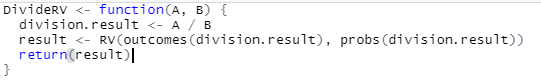 DivideRV <- function(A, B) {
  division.result <- A / B
  result <- RV(outcomes(division.result), probs(division.result))
  return(result)
}